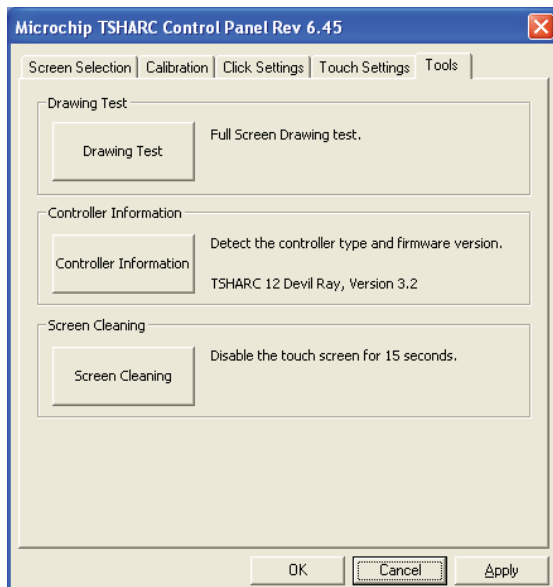 Microchip TSHARC Control Panel Rev 6.45
Screen Selection Calibration Click Settings Touch Settings Tools
Drawing Test
Drawing Test Full Screen Drawing test.
Controller Information
Controller Information Detect the controller type and firmware version.
TSHARC 12 Devil Ray, Version 3.2
Screen Cleaning
Screen Cleaning Disable the touch screen for 15 seconds.
OK Cancel Apply